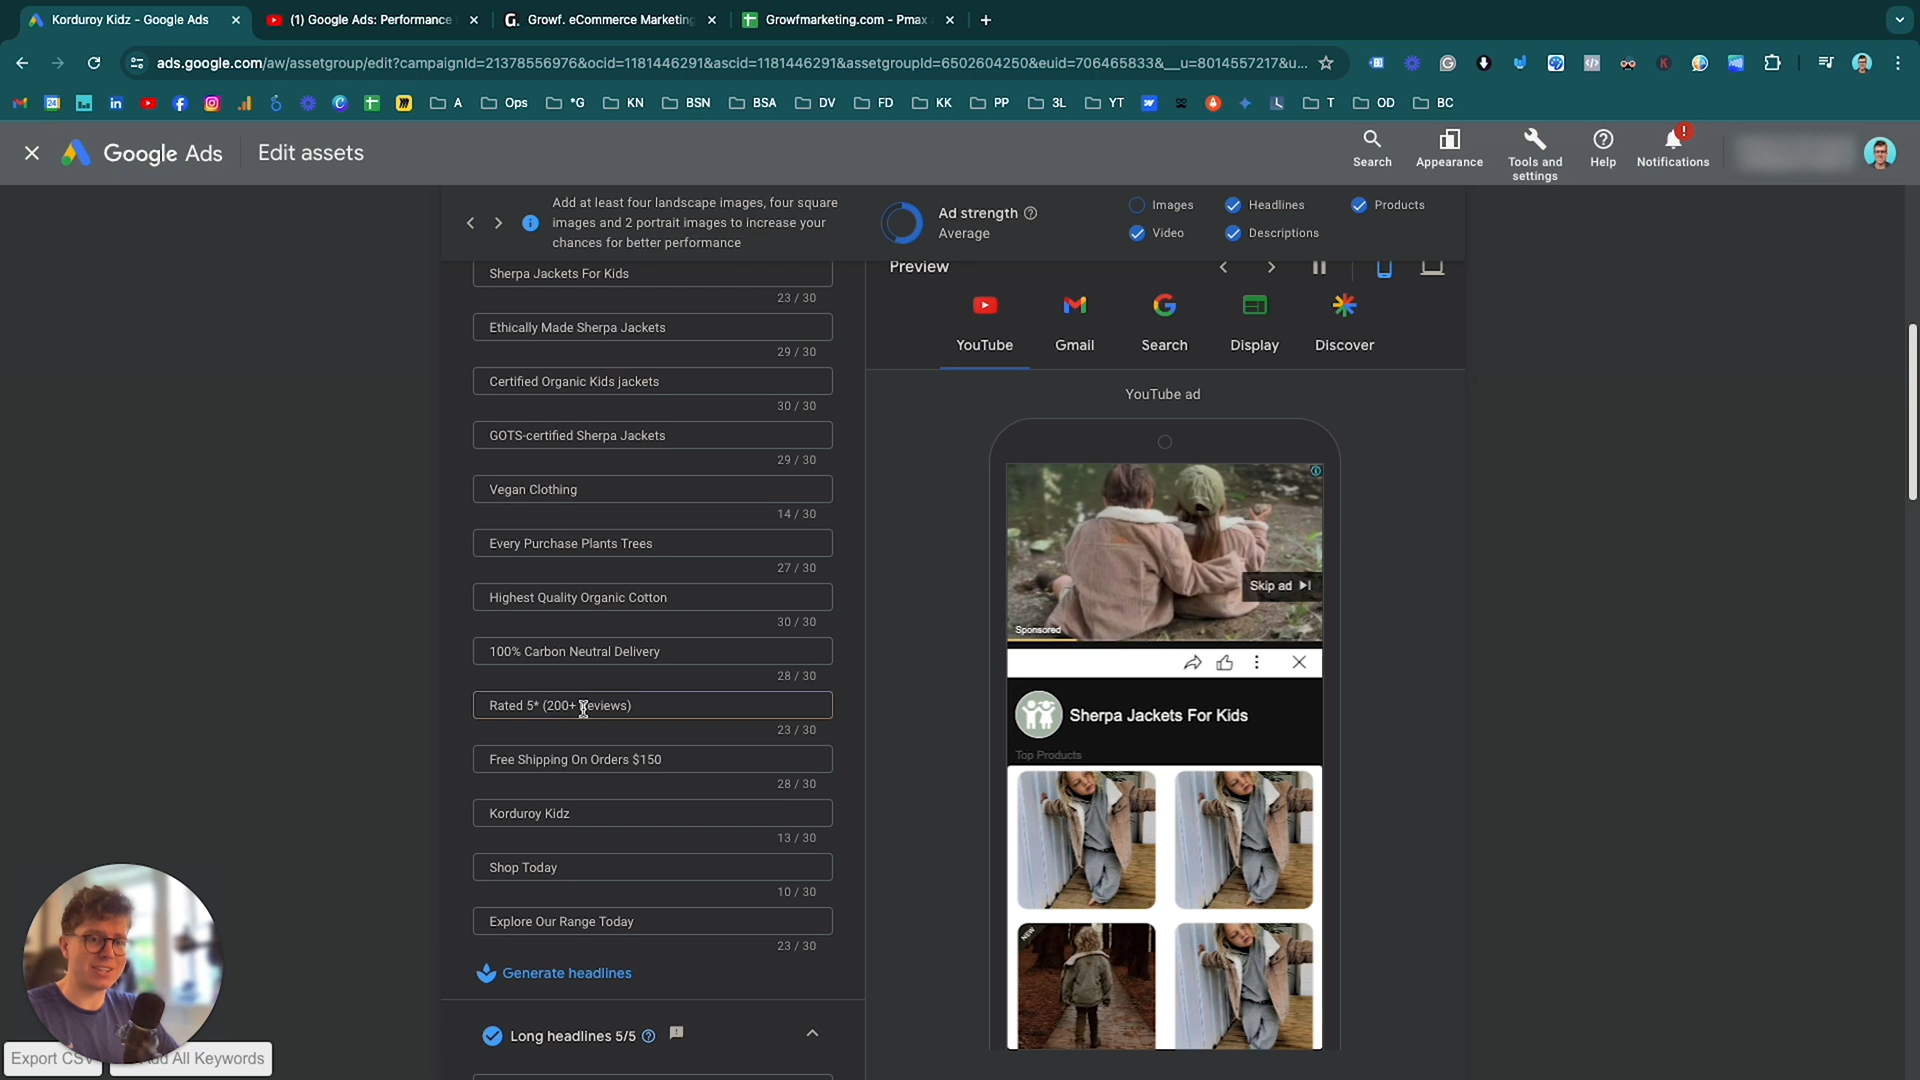 Korduroy Kidz - Google Ads
(1) Google Ads: Performance
G. Growf. eCommerce Marketing
Growfmarketing.com - Pmax
ads.google.com/aw/assetgroup/edit?campaignId=21378556976&ocid=1181446291&ascid=1181446291&assetgroupId=6502604250&euid=706465833&__u=8014557217&u...
A
Ops
*G
KN
BSN
BSA
DV
FD
KK
PP
3L
YT
T
OD
BC
Google Ads
Edit assets
Search
Appearance
Tools and
settings
Help
Notifications
Add at least four landscape images, four square
images and 2 portrait images to increase your
chances for better performance
Ad strength
Average
Images
Headlines
Products
Video
Descriptions
Sherpa Jackets For Kids
23 / 30
Ethically Made Sherpa Jackets
29 / 30
Certified Organic Kids jackets
30 / 30
GOTS-certified Sherpa Jackets
29 / 30
Vegan Clothing
14 / 30
Every Purchase Plants Trees
27 / 30
Highest Quality Organic Cotton
30 / 30
100% Carbon Neutral Delivery
28 / 30
Rated 5* (200+ Reviews)
23 / 30
Free Shipping On Orders $150
28 / 30
Korduroy Kidz
13 / 30
Shop Today
10 / 30
Explore Our Range Today
23 / 30
Generate headlines
Long headlines 5/5
Preview
YouTube
Gmail
Search
Display
Discover
YouTube ad
Skip ad
Sponsored
Sherpa Jackets For Kids
Top Products
NEW
Export CSV
Add All Keywords